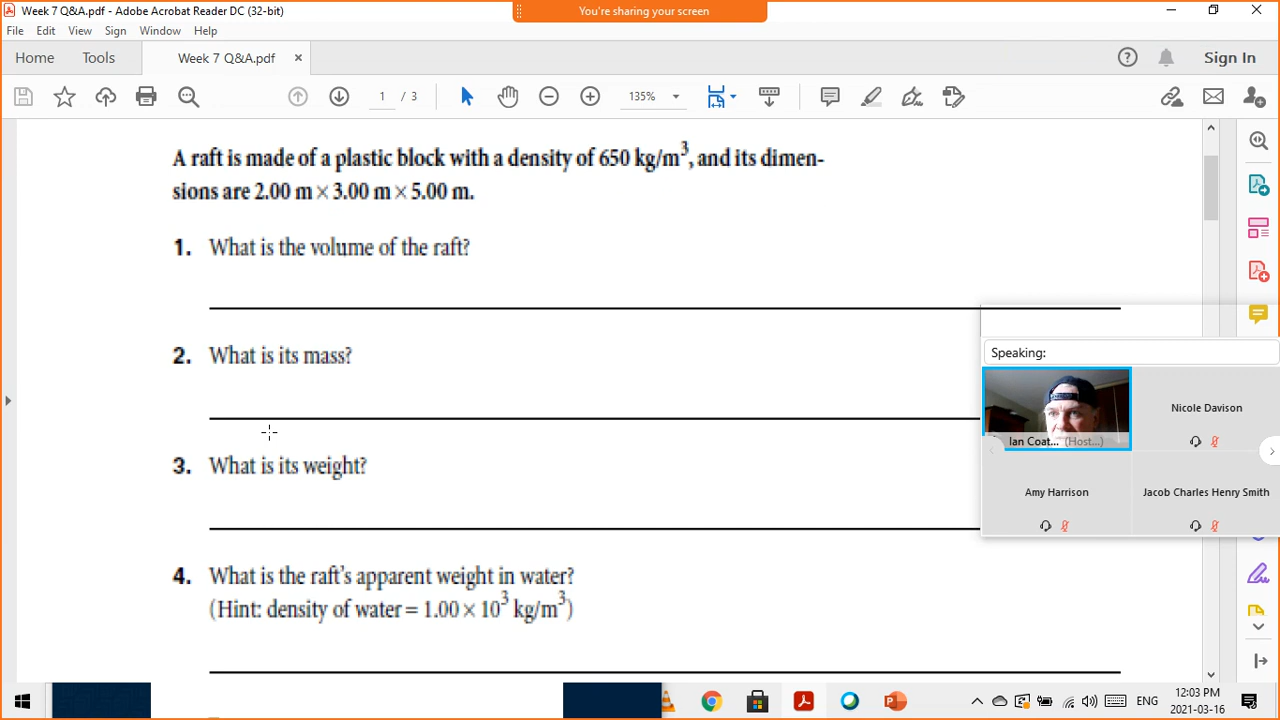 Week 7 Q&A.pdf - Adobe Acrobat Reader DC (32-bit)
You're sharing your screen
File Edit View Sign Window Help
Home Tools Week 7 Q&A.pdf × Sign In
1 / 3 135%
A raft is made of a plastic block with a density of 650 kg/m³, and its dimen-
sions are 2.00 m × 3.00 m × 5.00 m.
1. What is the volume of the raft?
2. What is its mass?
Speaking:
Ian Coat... (Host...)
Nicole Davison
3. What is its weight?
Amy Harrison
Jacob Charles Henry Smith
4. What is the raft's apparent weight in water?
(Hint: density of water = 1.00 × 10³ kg/m³)
ENG
12:03 PM
2021-03-16